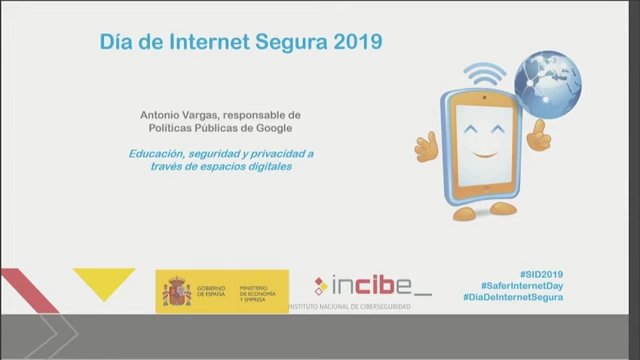 Día de Internet Segura 2019
Antonio Vargas, responsable de
Políticas Públicas de Google
Educación, seguridad y privacidad a
través de espacios digitales
#SID2019
#SaferInternetDay
#DiaDeInternetSegura
GOBIERNO
DE ESPAÑA
MINISTERIO
DE ECONOMÍA
Y EMPRESA
incibe_
INSTITUTO NACIONAL DE CIBERSEGURIDAD